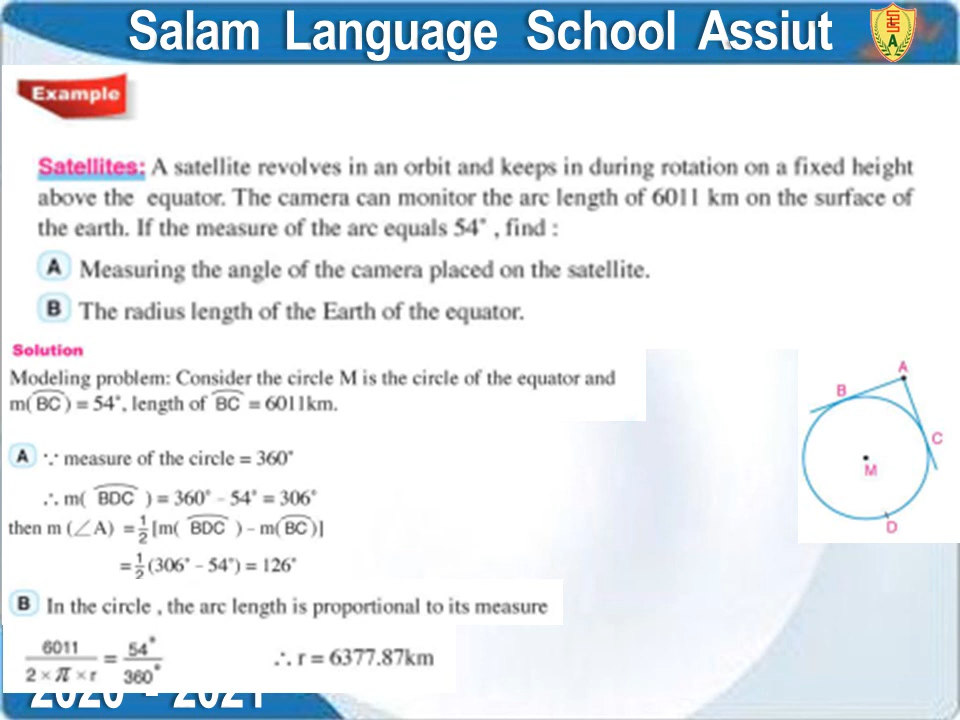 Salam Language School Assiut
A
Example
Satellites: A satellite revolves in an orbit and keeps in during rotation on a fixed height
above the equator. The camera can monitor the arc length of 6011 km on the surface of
the earth. If the measure of the arc equals 54° , find :
A Measuring the angle of the camera placed on the satellite.
B The radius length of the Earth of the equator.
Solution
Modeling problem: Consider the circle M is the circle of the equator and
m(BC) = 54°, length of BC = 6011km.
A ∵ measure of the circle = 360°
∴ m( BDC ) = 360° - 54° = 306°
then m (∠A) = 1/2 [m( BDC ) - m(BC)]
= 1/2 (306° - 54°) = 126°
B In the circle , the arc length is proportional to its measure
6011 / 2 × π × r = 54° / 360° ∴ r = 6377.87km
A
B
C
M
D
2020 - 2021